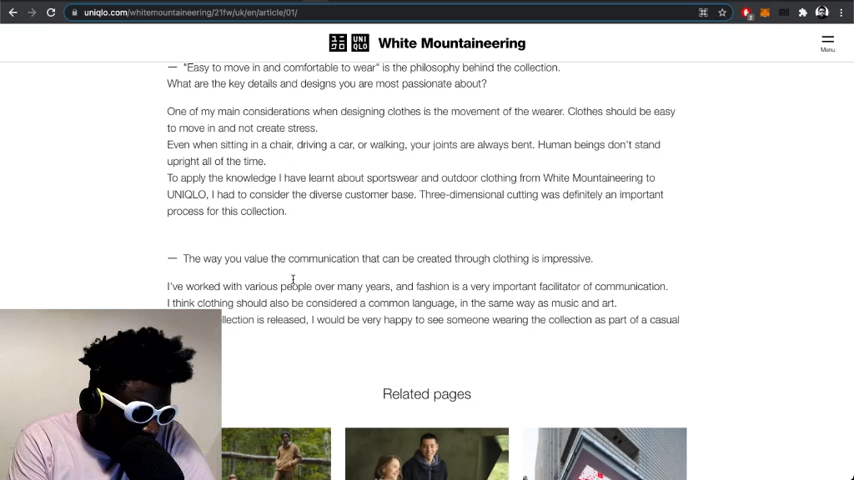 uniqlo.com/whitemountaineering/21fw/uk/en/article/01/
ユニクロ UNIQLO White Mountaineering
Menu
— "Easy to move in and comfortable to wear" is the philosophy behind the collection.
What are the key details and designs you are most passionate about?
One of my main considerations when designing clothes is the movement of the wearer. Clothes should be easy
to move in and not create stress.
Even when sitting in a chair, driving a car, or walking, your joints are always bent. Human beings don't stand
upright all of the time.
To apply the knowledge I have learnt about sportswear and outdoor clothing from White Mountaineering to
UNIQLO, I had to consider the diverse customer base. Three-dimensional cutting was definitely an important
process for this collection.
— The way you value the communication that can be created through clothing is impressive.
I've worked with various people over many years, and fashion is a very important facilitator of communication.
I think clothing should also be considered a common language, in the same way as music and art.
llection is released, I would be very happy to see someone wearing the collection as part of a casual
Related pages